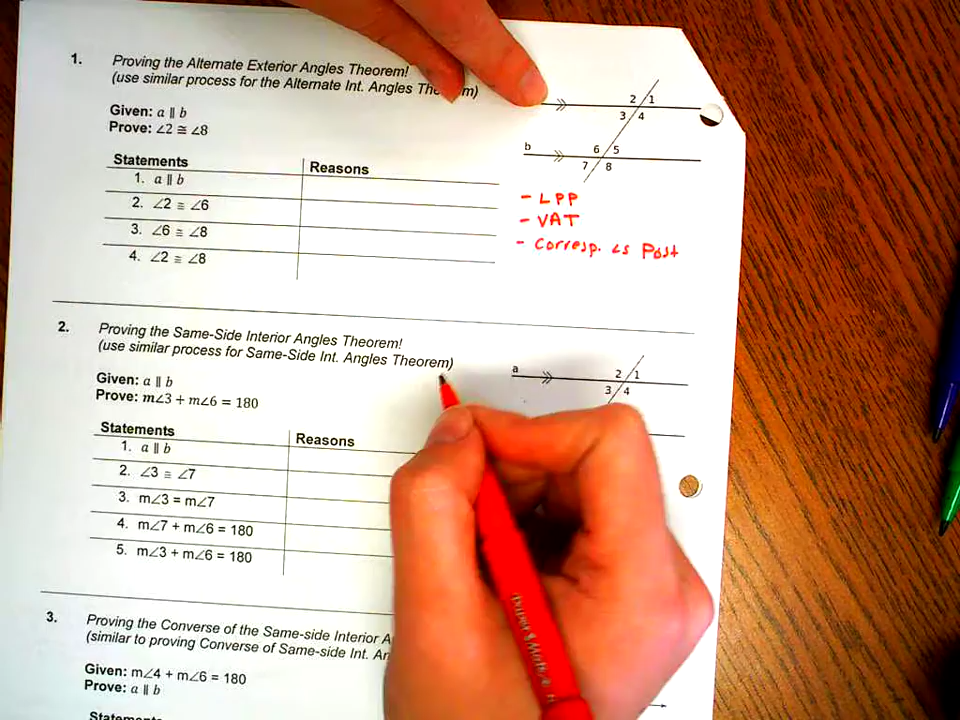 1. Proving the Alternate Exterior Angles Theorem!
(use similar process for the Alternate Int. Angles m)
Given: a ∥ b
Prove: ∠2 ≅ ∠8
Statements Reasons
1. a ∥ b
2. ∠2 ≅ ∠6
3. ∠6 ≅ ∠8
4. ∠2 ≅ ∠8
2 1
3 4
b
6 5
7 8
- LPP
- VAT
- Corresp. ∠s Post
2. Proving the Same-Side Interior Angles Theorem!
(use similar process for Same-Side Int. Angles Theorem)
Given: a ∥ b
Prove: m∠3 + m∠6 = 180
Statements Reasons
1. a ∥ b
2. ∠3 ≅ ∠7
3. m∠3 = m∠7
4. m∠7 + m∠6 = 180
5. m∠3 + m∠6 = 180
a
2 1
3 4
Paper Mate
3. Proving the Converse of the Same-side Interior A
(similar to proving Converse of Same-side Int. An
Given: m∠4 + m∠6 = 180
Prove: a ∥ b
Statements